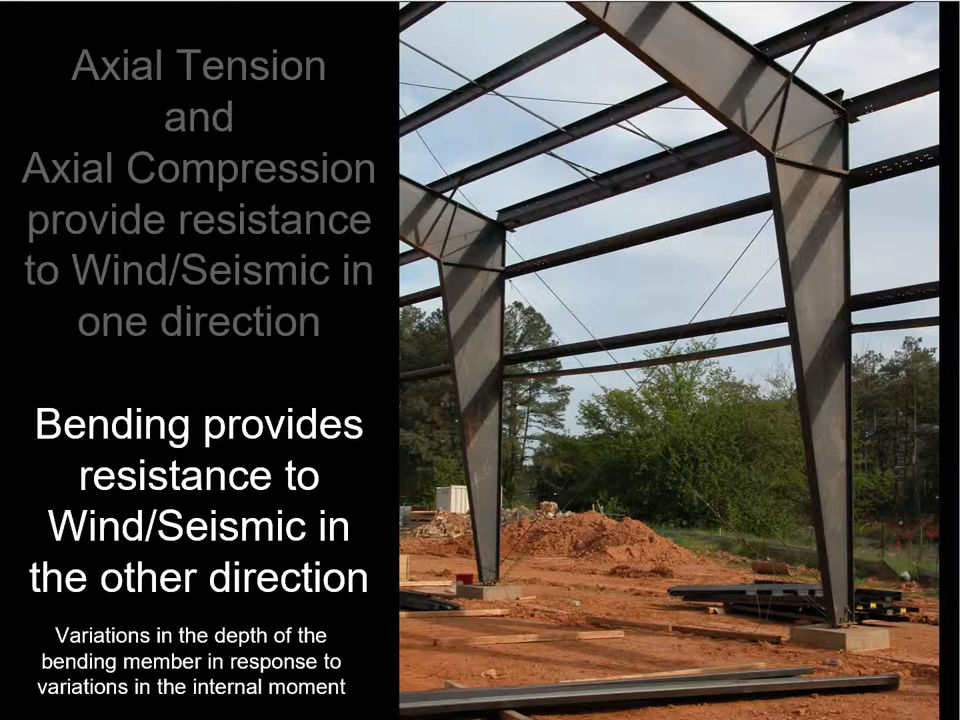 Axial Tension
and
Axial Compression
provide resistance
to Wind/Seismic in
one direction
Bending provides
resistance to
Wind/Seismic in
the other direction
Variations in the depth of the
bending member in response to
variations in the internal moment